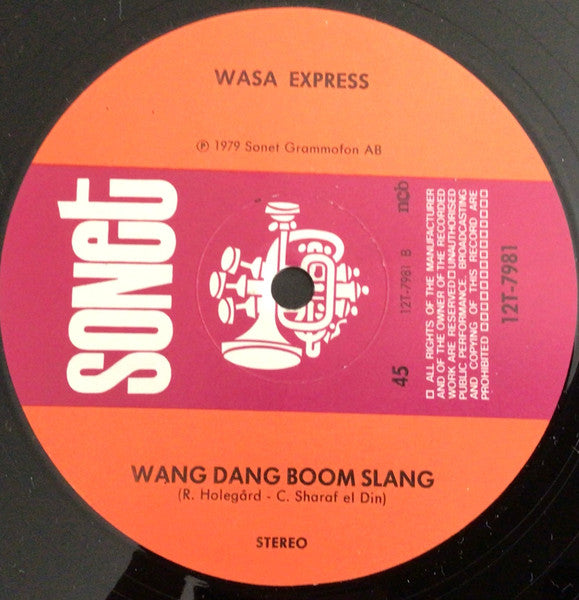 WASA EXPRESS
℗ 1979 Sonet Grammofon AB
SONET
45
12T-7981 B
ncb
□ ALL RIGHTS OF THE MANUFACTURER
AND OF THE OWNER OF THE RECORDED
WORK ARE RESERVED □ UNAUTHORISED
PUBLIC PERFORMANCE, BROADCASTING
AND COPYING OF THIS RECORD ARE
PROHIBITED □□□□□□□□□□□□□
12T-7981
WANG DANG BOOM SLANG
(R. Holegård - C. Sharaf el Din)
STEREO